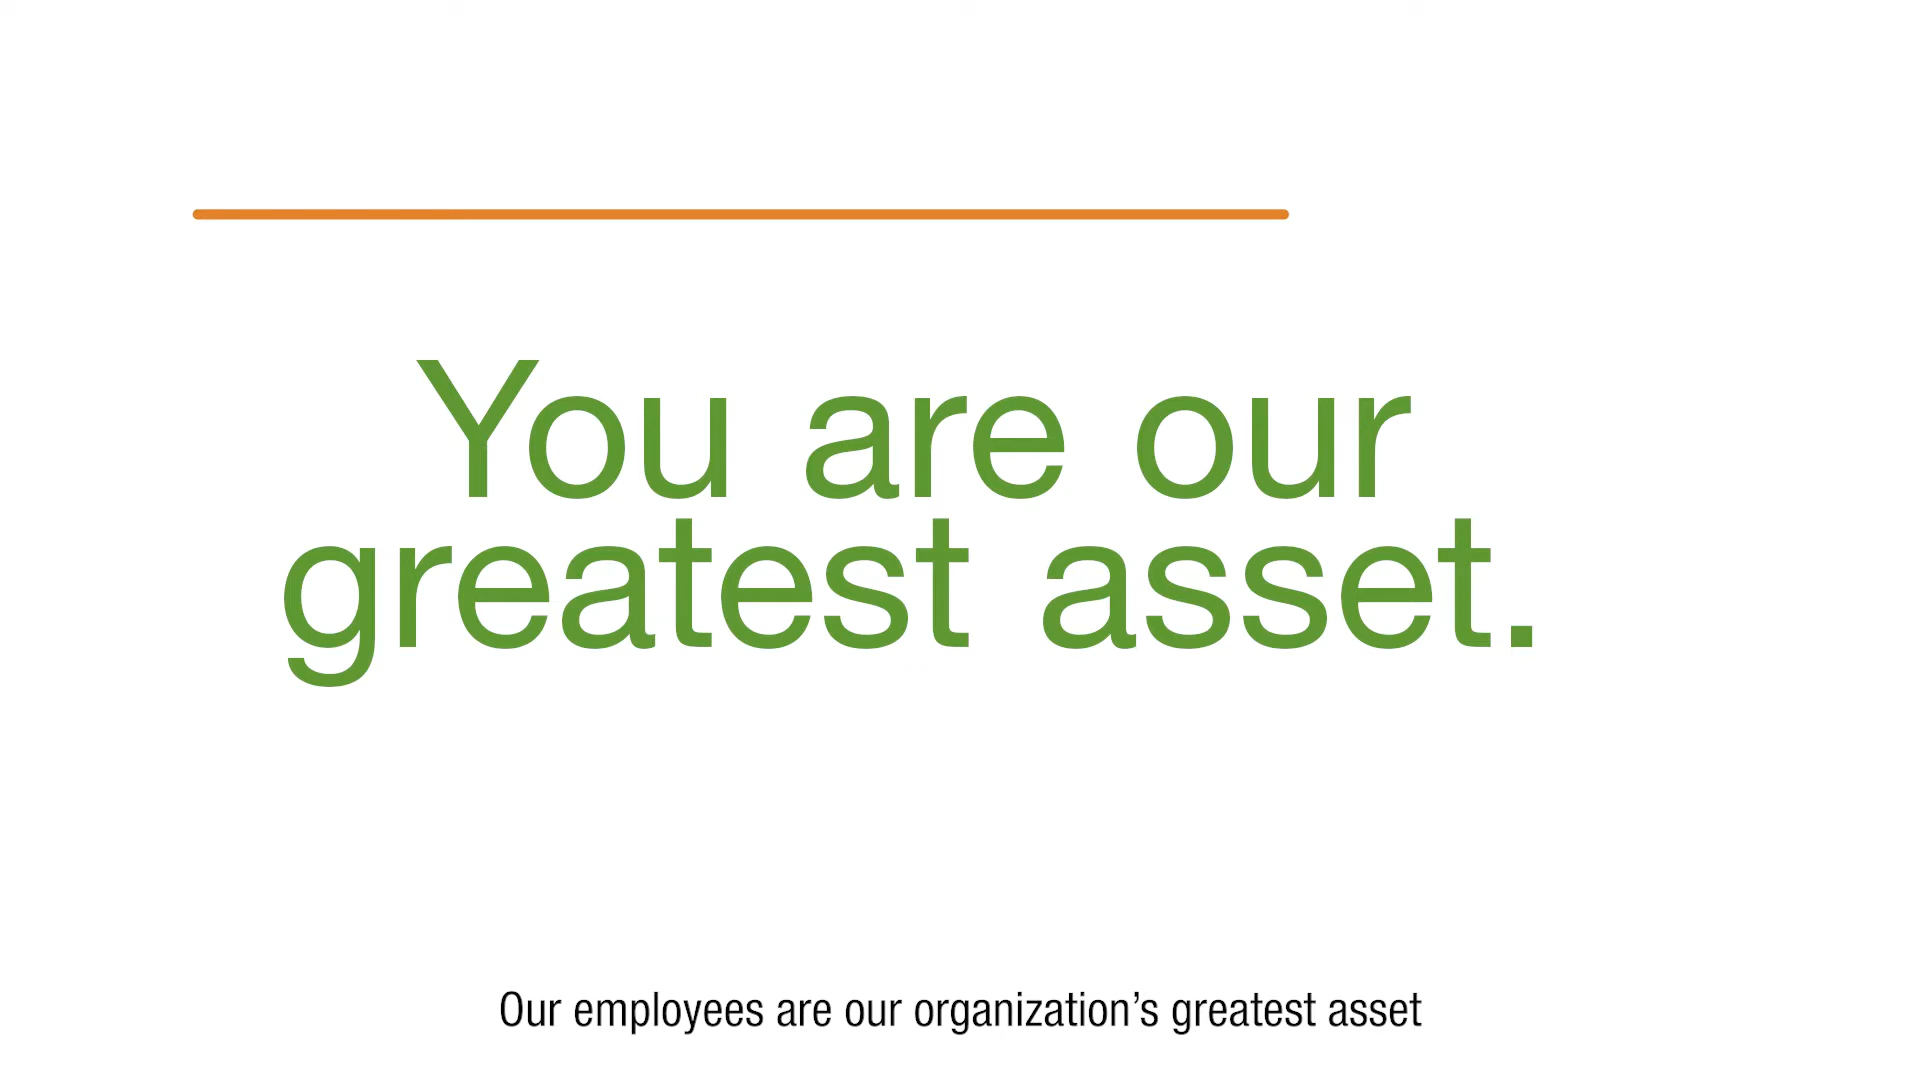 You are our
greatest asset.
Our employees are our organization’s greatest asset